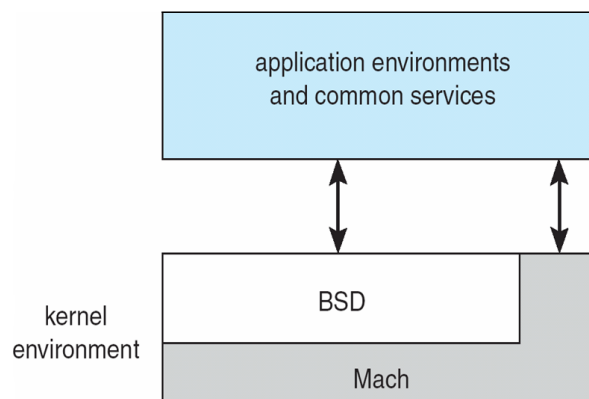 application environments
and common services
BSD
kernel
environment
Mach